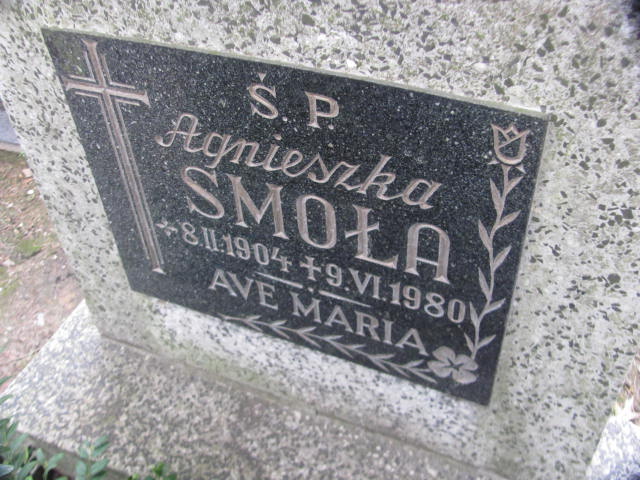 Ś. P.
Agnieszka
SMOŁA
* 8.II.1904 + 9.VI.1980
AVE MARIA